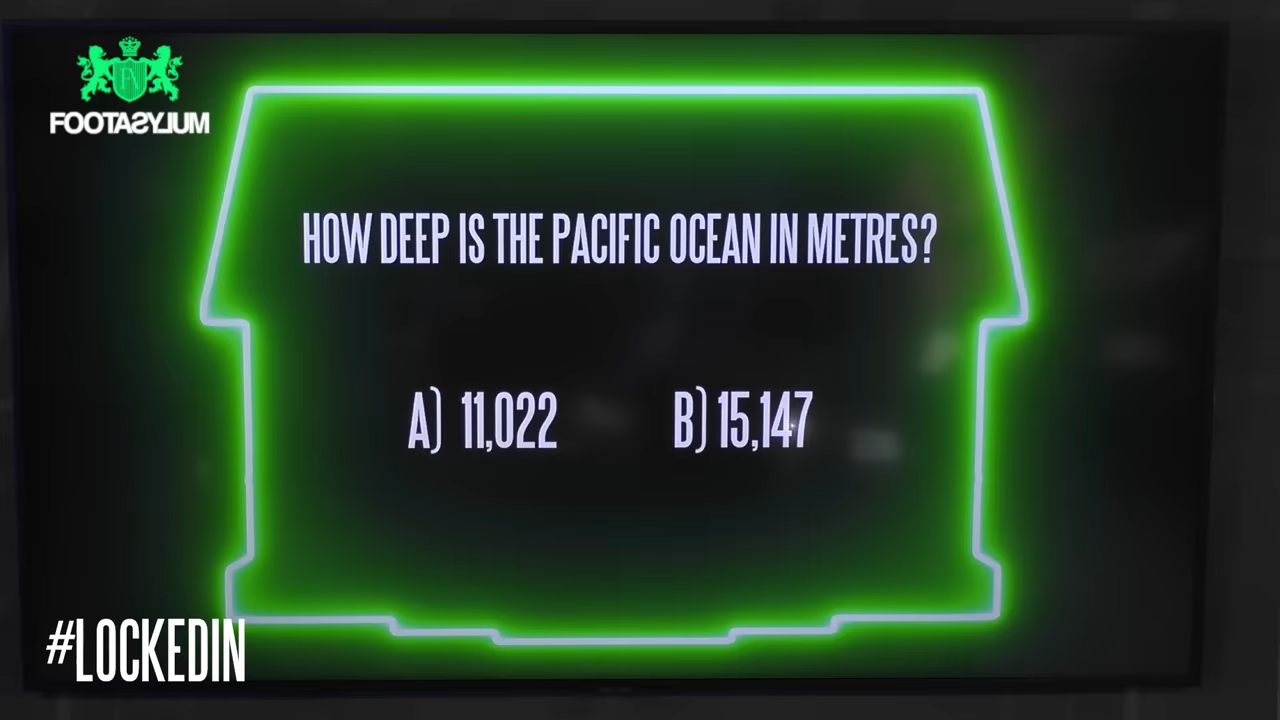 FOOTASYLUM
HOW DEEP IS THE PACIFIC OCEAN IN METRES?
A) 11,022 B) 15,147
#LOCKEDIN